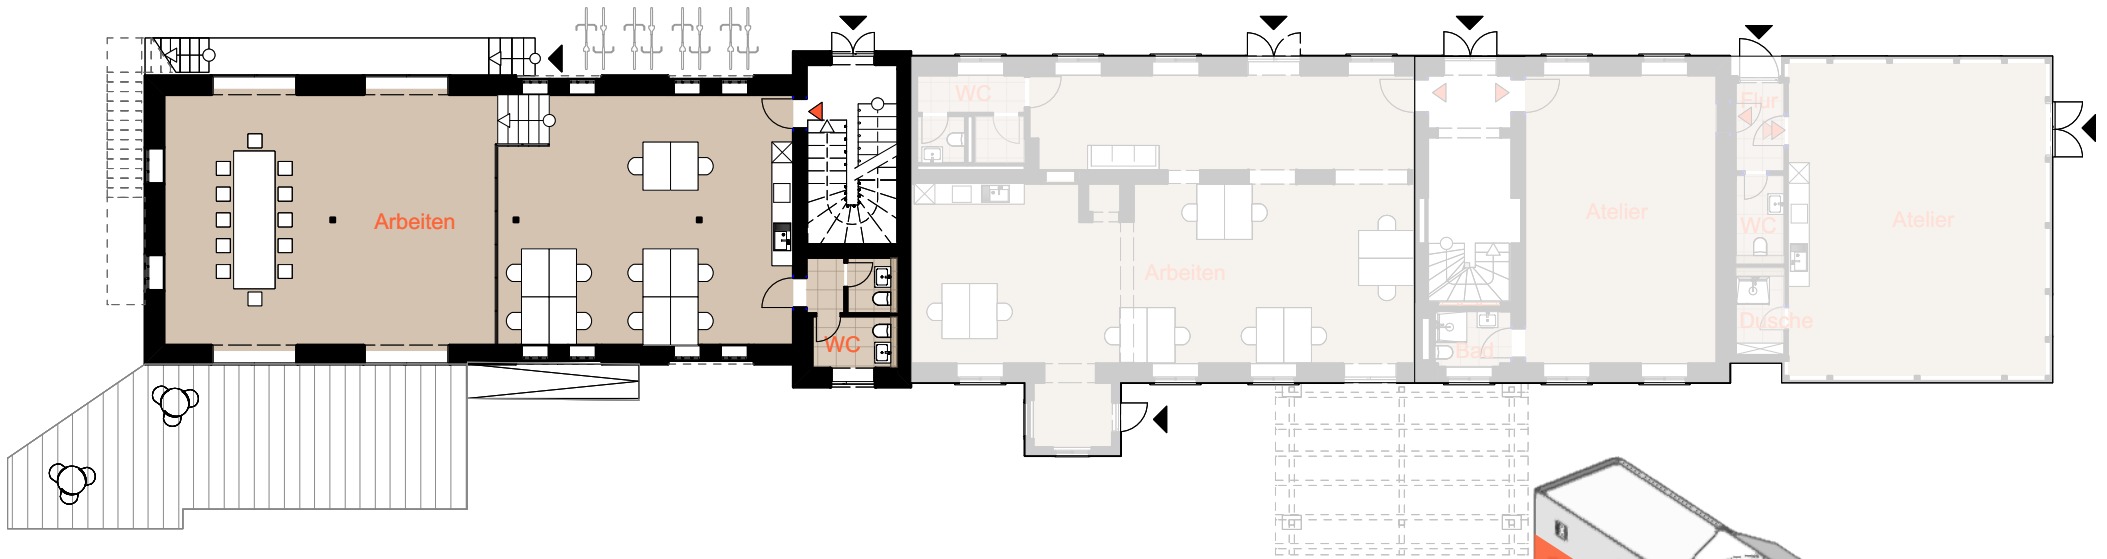 Arbeiten
WC
WC
Arbeiten
Bad
Atelier
Flur
WC
Dusche
Atelier